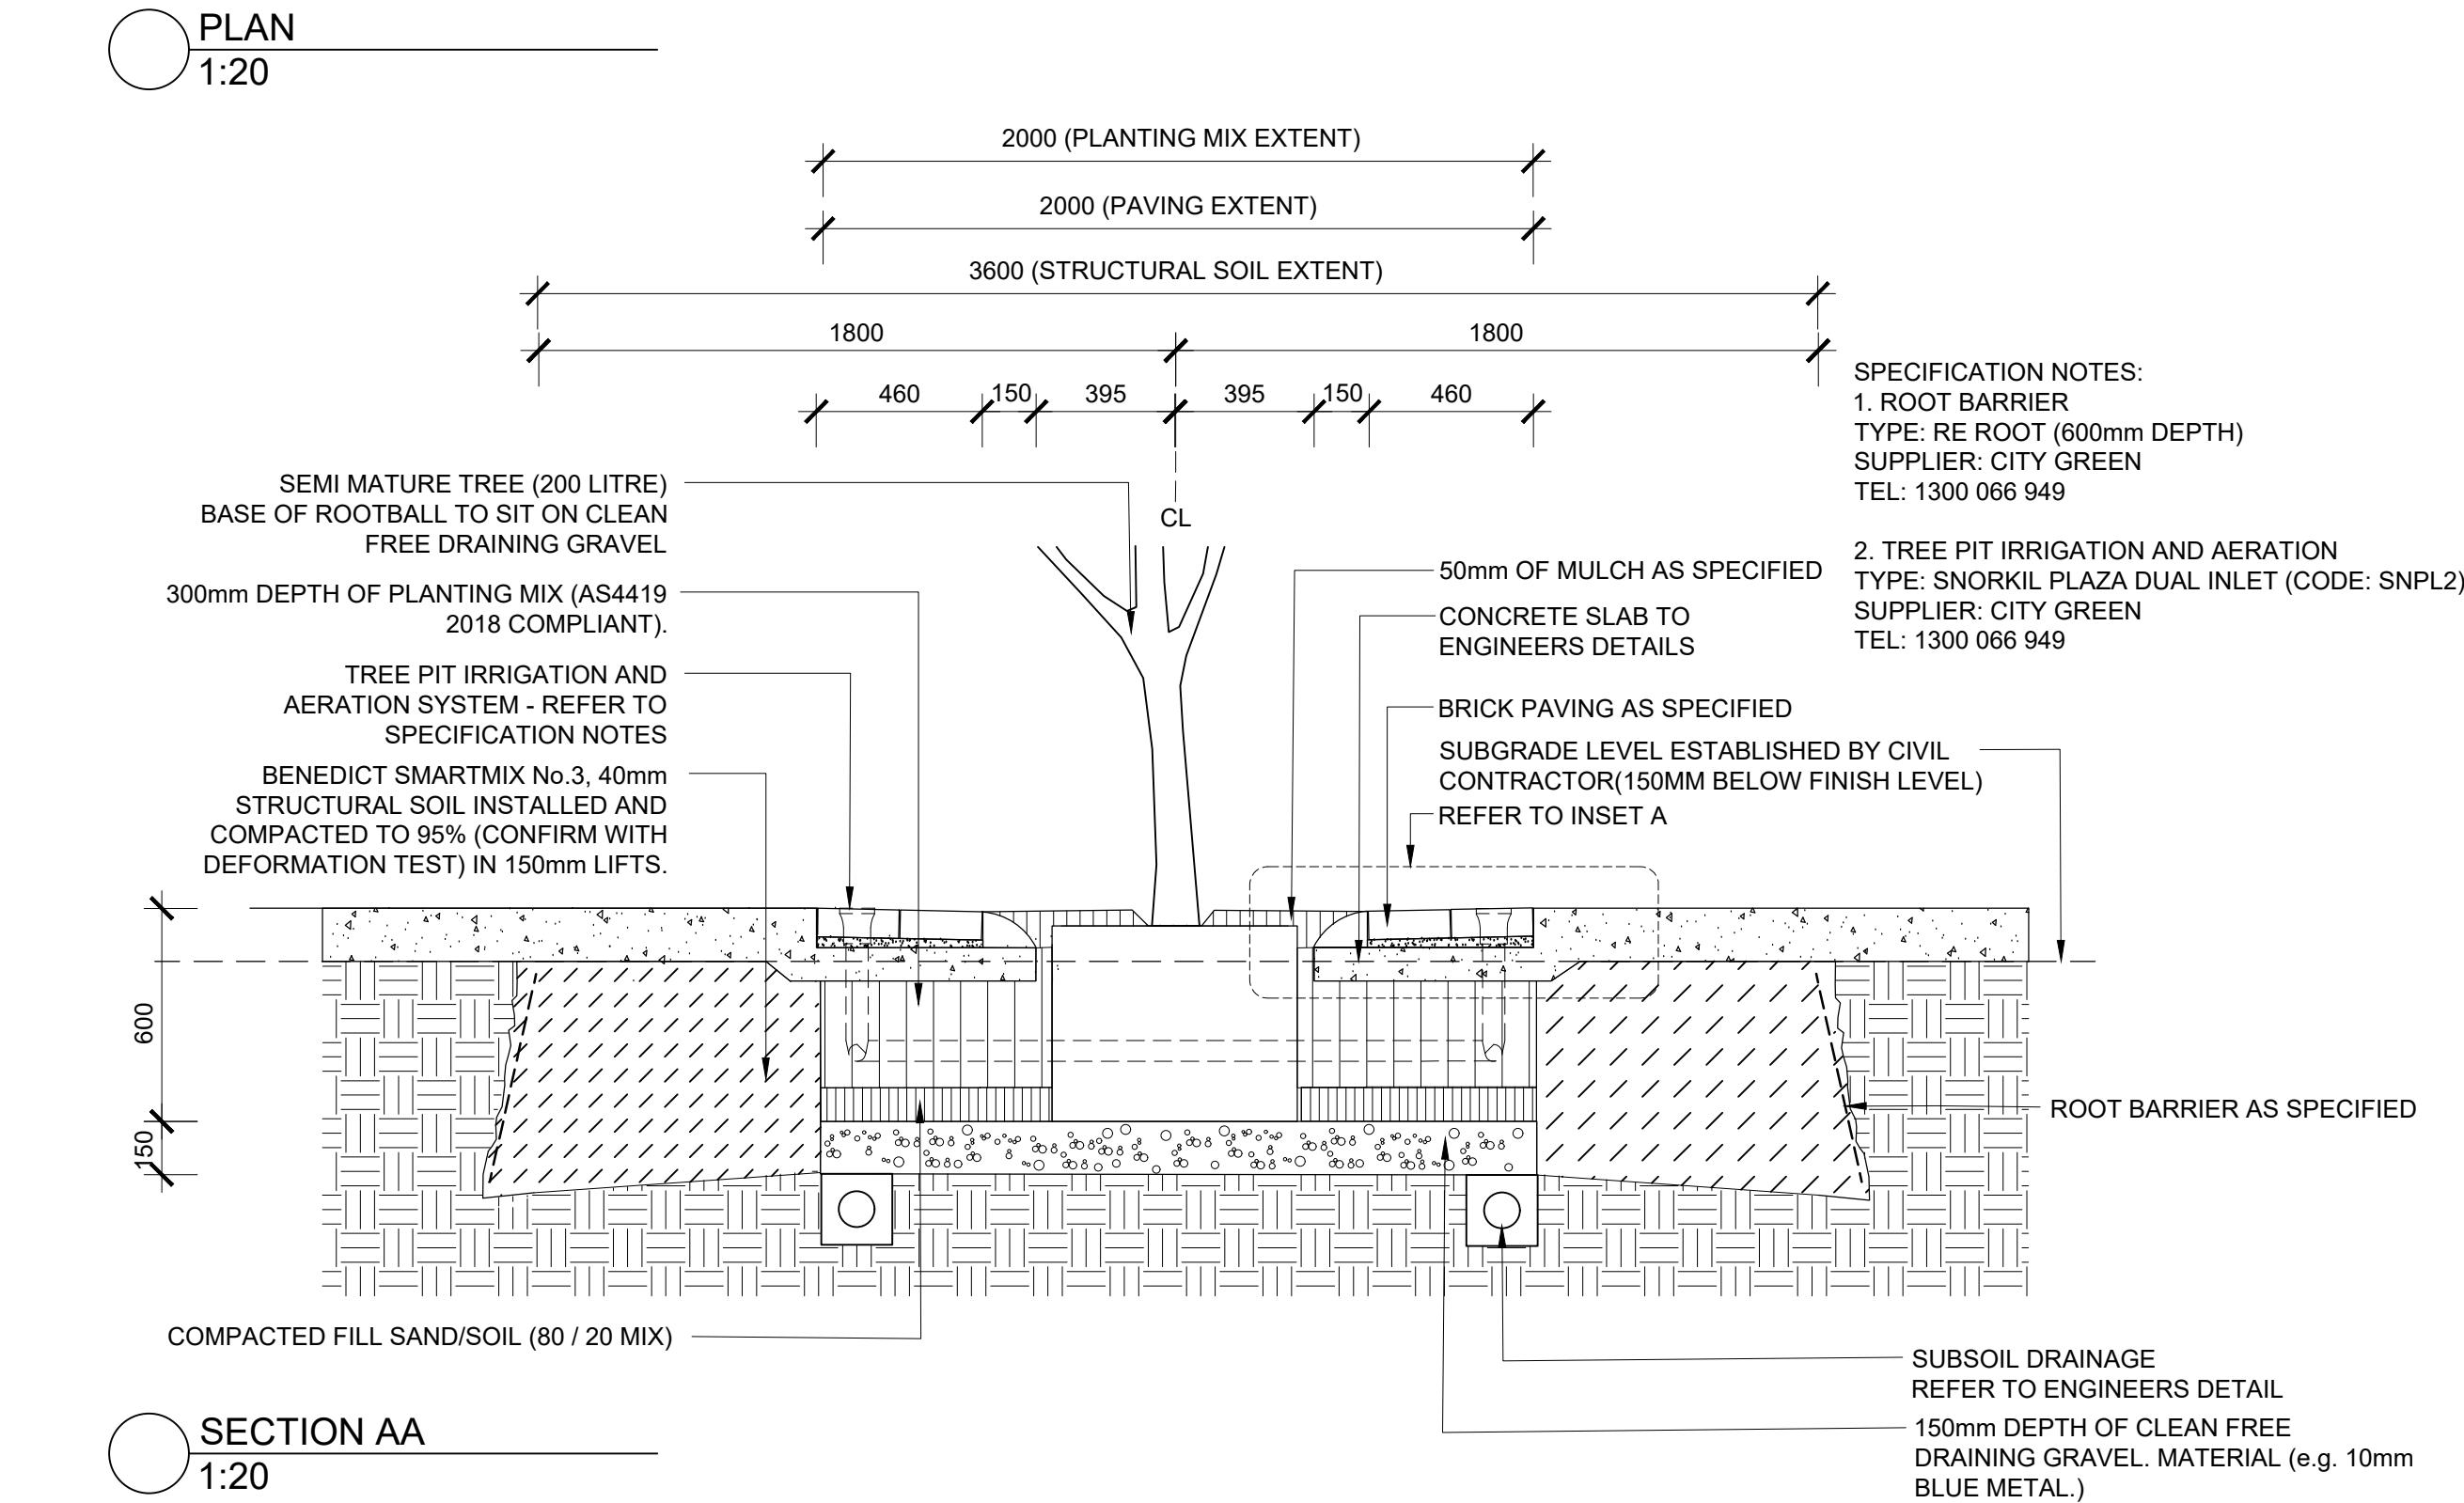 PLAN
1:20
2000 (PLANTING MIX EXTENT)
2000 (PAVING EXTENT)
3600 (STRUCTURAL SOIL EXTENT)
1800
1800
460
150
395
395
150
460
CL
SPECIFICATION NOTES:
1. ROOT BARRIER
TYPE: RE ROOT (600mm DEPTH)
SUPPLIER: CITY GREEN
TEL: 1300 066 949
2. TREE PIT IRRIGATION AND AERATION
TYPE: SNORKIL PLAZA DUAL INLET (CODE: SNPL2)
SUPPLIER: CITY GREEN
TEL: 1300 066 949
SEMI MATURE TREE (200 LITRE)
BASE OF ROOTBALL TO SIT ON CLEAN
FREE DRAINING GRAVEL
300mm DEPTH OF PLANTING MIX (AS4419
2018 COMPLIANT).
TREE PIT IRRIGATION AND
AERATION SYSTEM - REFER TO
SPECIFICATION NOTES
BENEDICT SMARTMIX No.3, 40mm
STRUCTURAL SOIL INSTALLED AND
COMPACTED TO 95% (CONFIRM WITH
DEFORMATION TEST) IN 150mm LIFTS.
50mm OF MULCH AS SPECIFIED
CONCRETE SLAB TO
ENGINEERS DETAILS
BRICK PAVING AS SPECIFIED
SUBGRADE LEVEL ESTABLISHED BY CIVIL
CONTRACTOR(150MM BELOW FINISH LEVEL)
REFER TO INSET A
600
150
ROOT BARRIER AS SPECIFIED
COMPACTED FILL SAND/SOIL (80 / 20 MIX)
SUBSOIL DRAINAGE
REFER TO ENGINEERS DETAIL
150mm DEPTH OF CLEAN FREE
DRAINING GRAVEL. MATERIAL (e.g. 10mm
BLUE METAL.)
SECTION AA
1:20